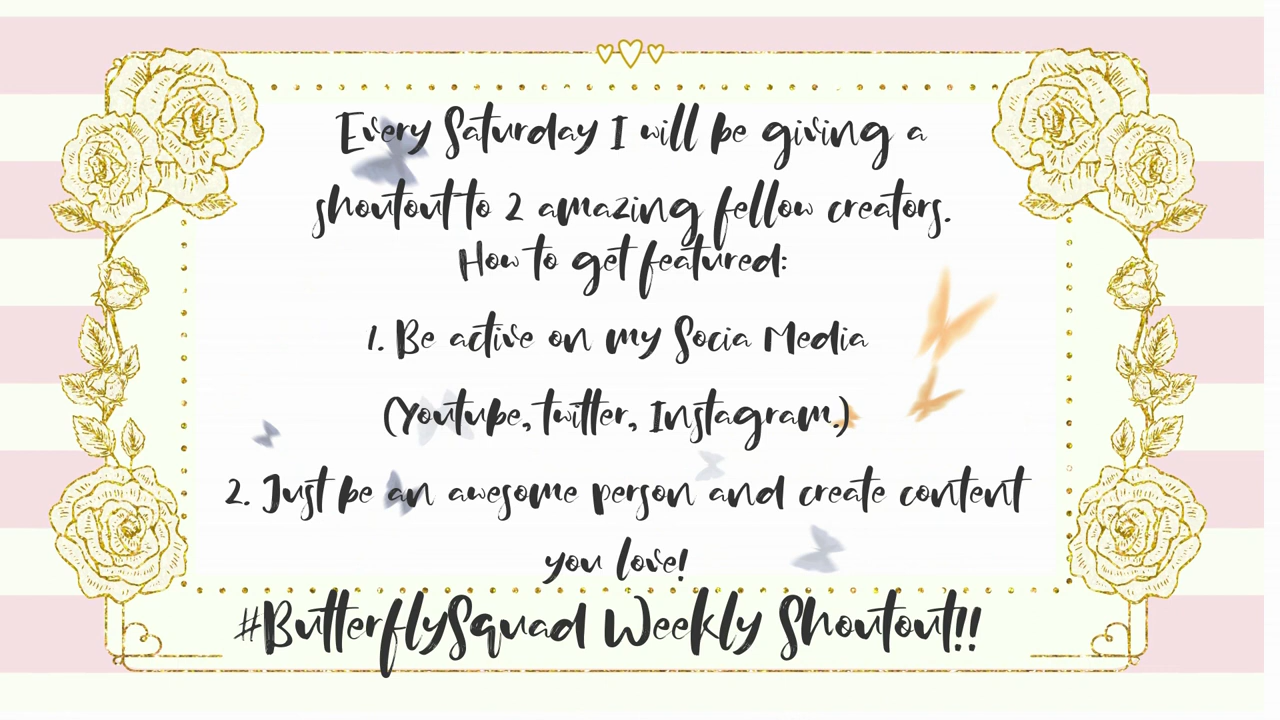 Every Saturday I will be giving a
shoutout to 2 amazing fellow creators.
How to get featured:
1. Be active on my Socia Media
(Youtube, twitter, Instagram.)
2. Just be an awesome person and create content
you love!
#ButterflySquad Weekly Shoutout!!